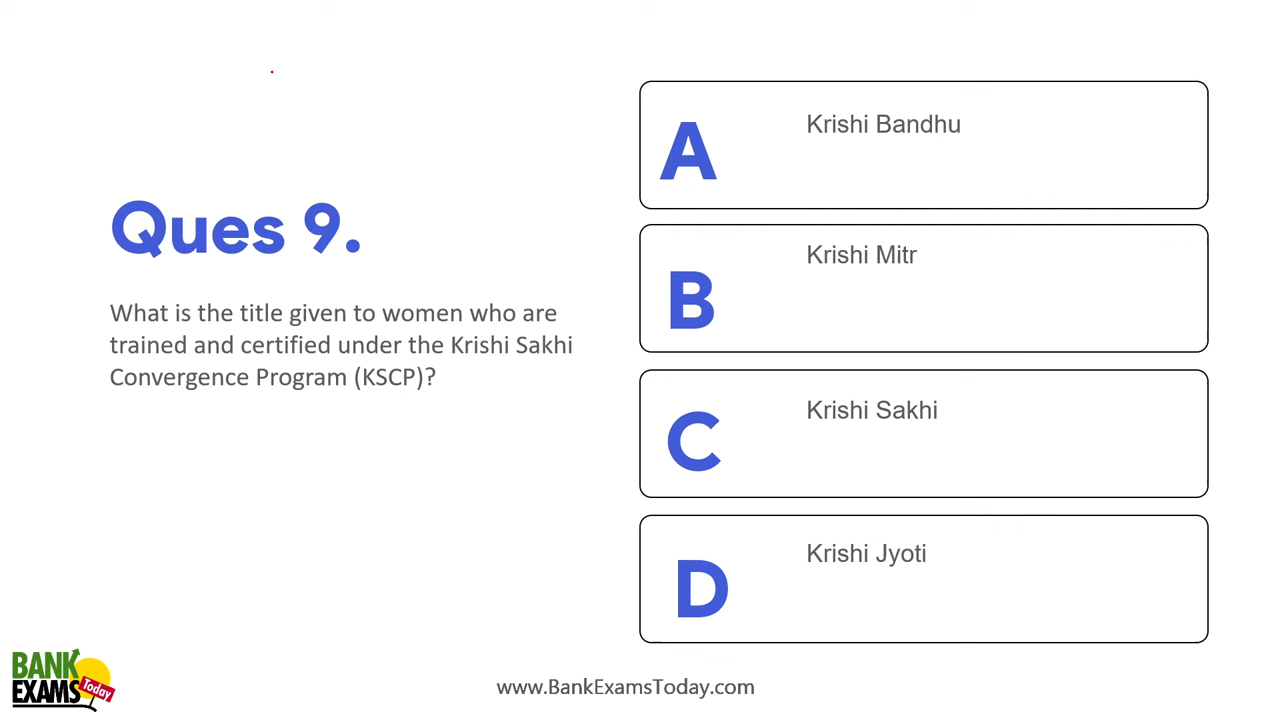 Ques 9.
What is the title given to women who are
trained and certified under the Krishi Sakhi
Convergence Program (KSCP)?
A
Krishi Bandhu
B
Krishi Mitr
C
Krishi Sakhi
D
Krishi Jyoti
BANK
EXAMS
Today
www.BankExamsToday.com